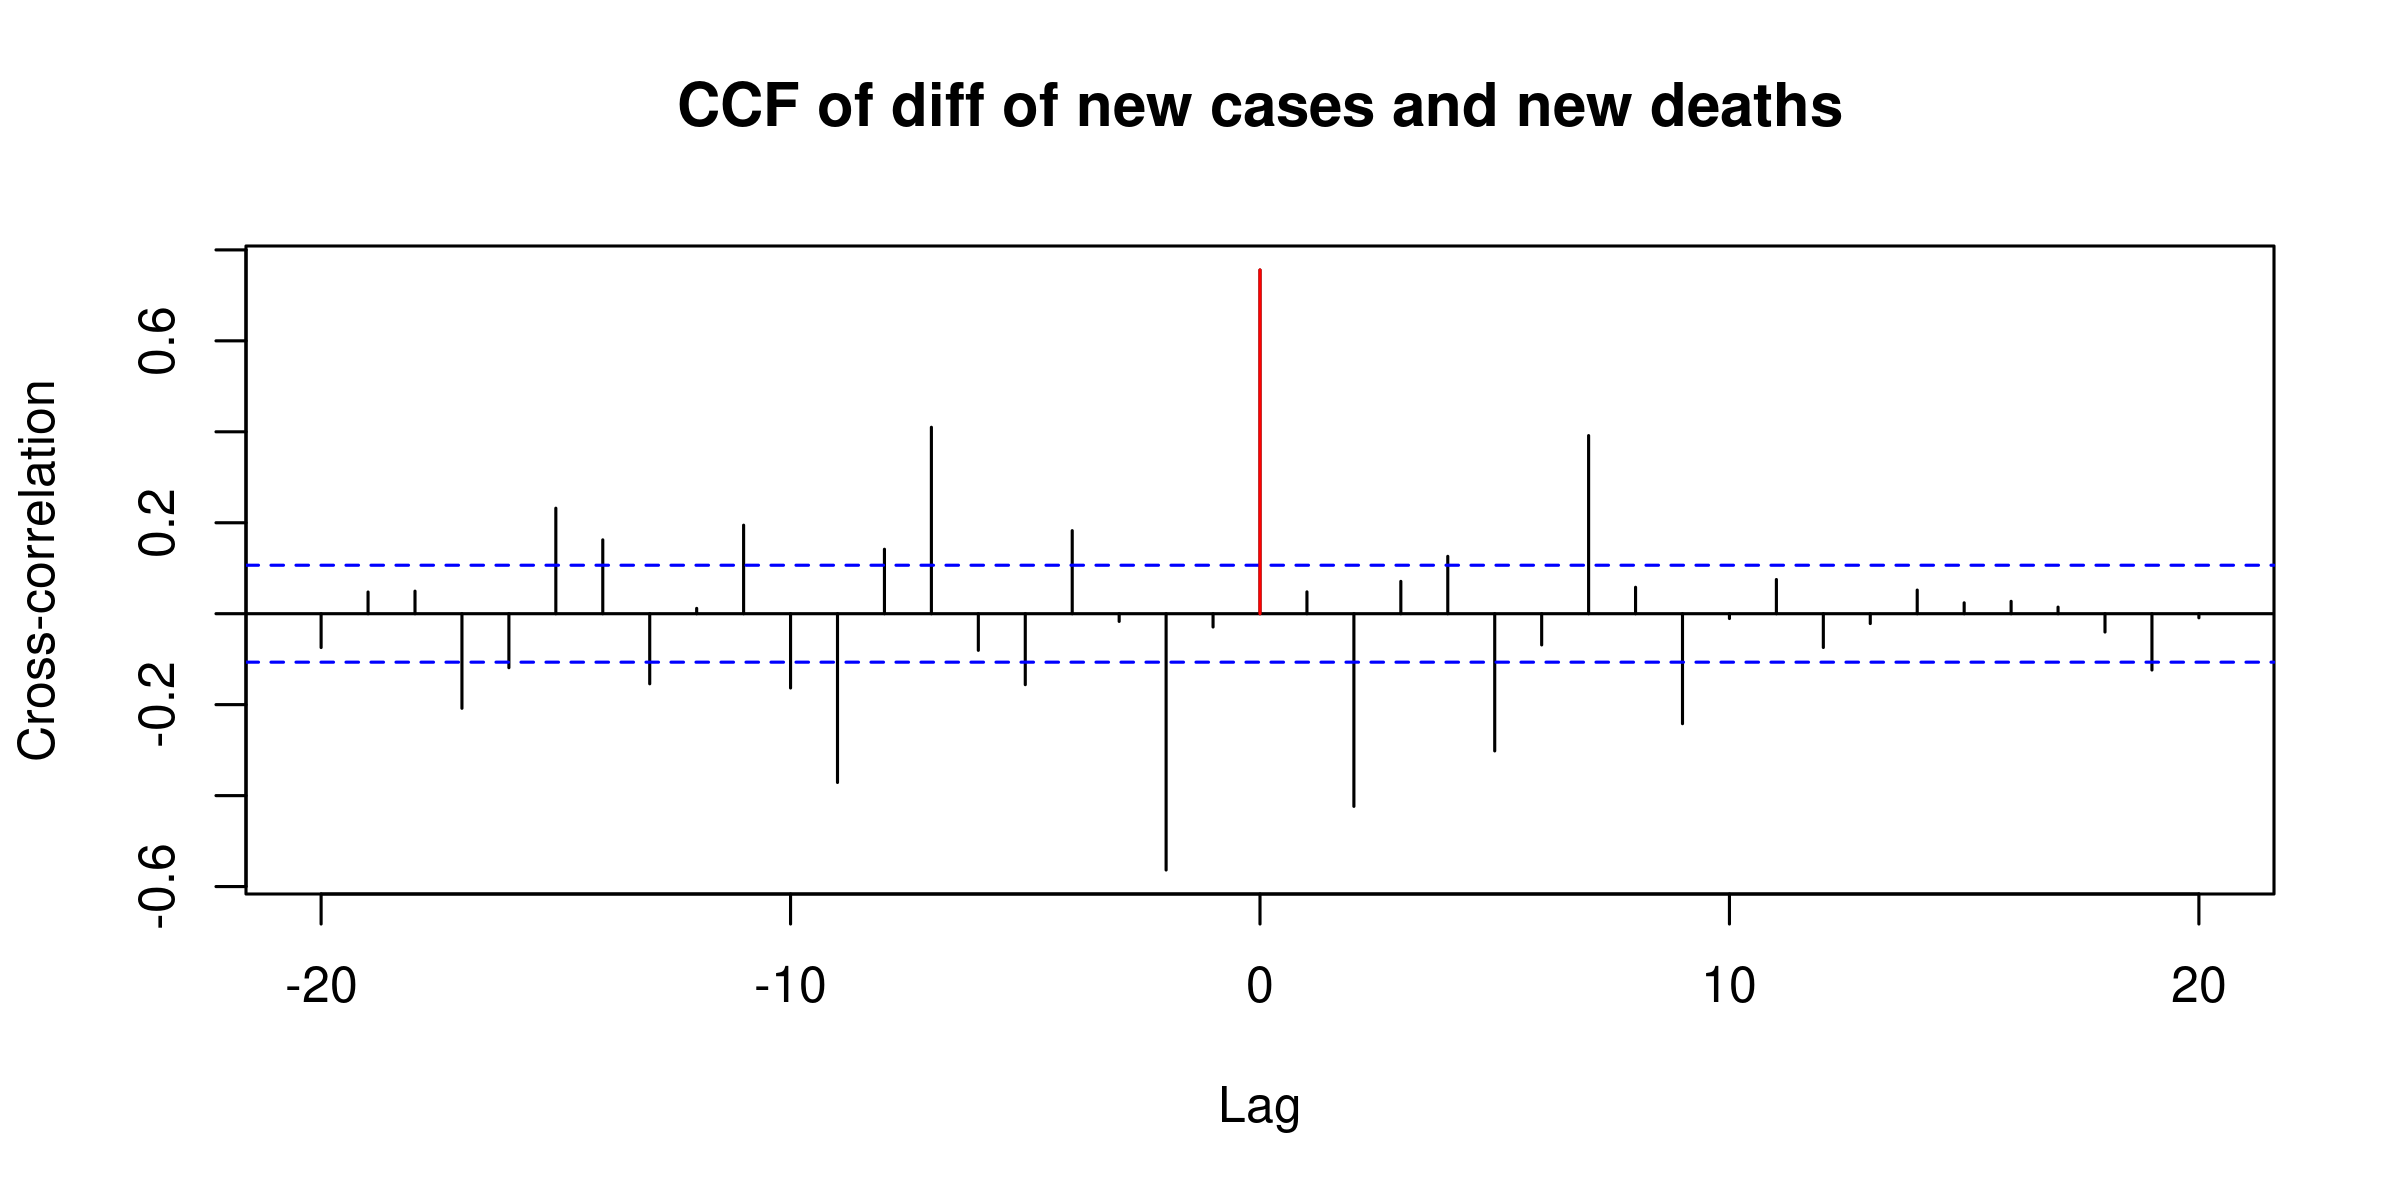 CCF of diff of new cases and new deaths
Cross-correlation
0.6
0.2
-0.2
-0.6
-20 -10 0 10 20
Lag